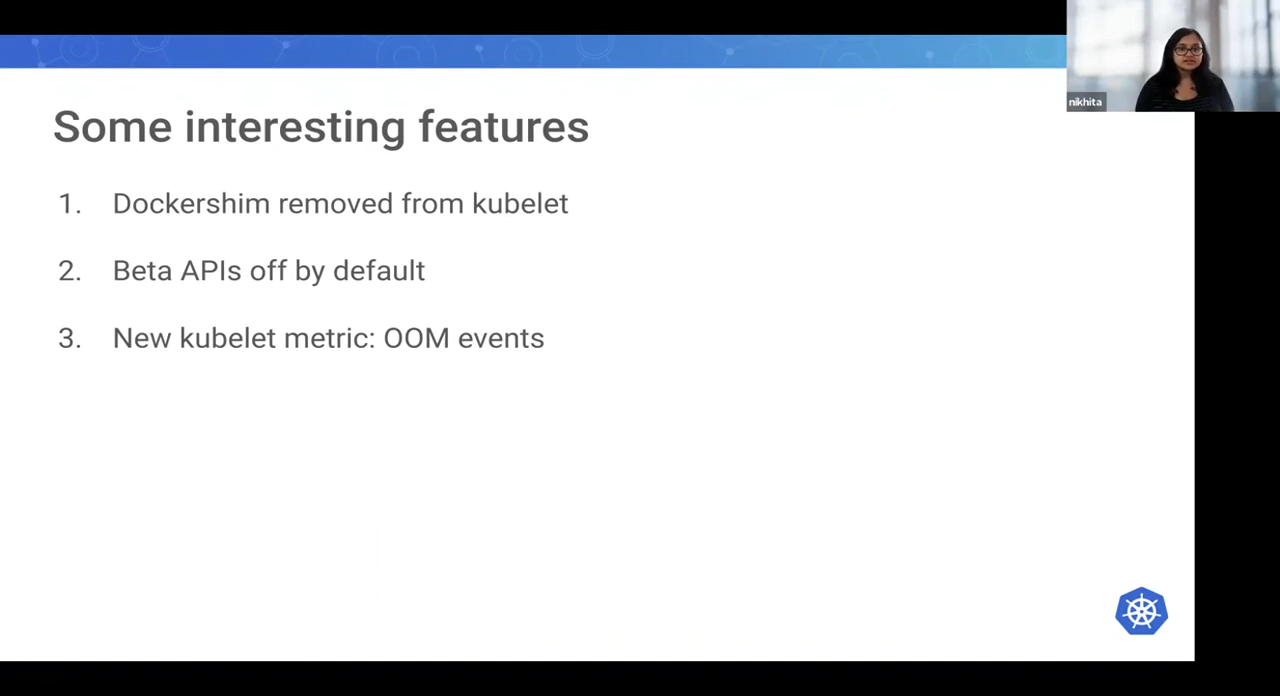 nikhita
Some interesting features
1. Dockershim removed from kubelet
2. Beta APIs off by default
3. New kubelet metric: OOM events